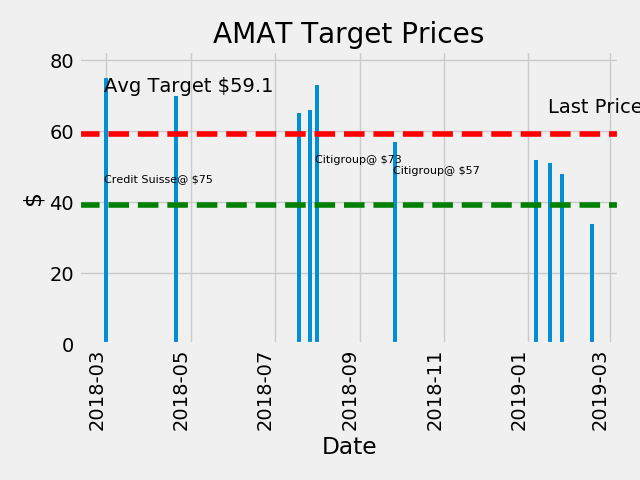 AMAT Target Prices
80
Avg Target $59.1
Last Price
60
Citigroup@ $73
Citigroup@ $57
Credit Suisse@ $75
$
40
20
0
2018-03
2018-05
2018-07
2018-09
2018-11
2019-01
2019-03
Date